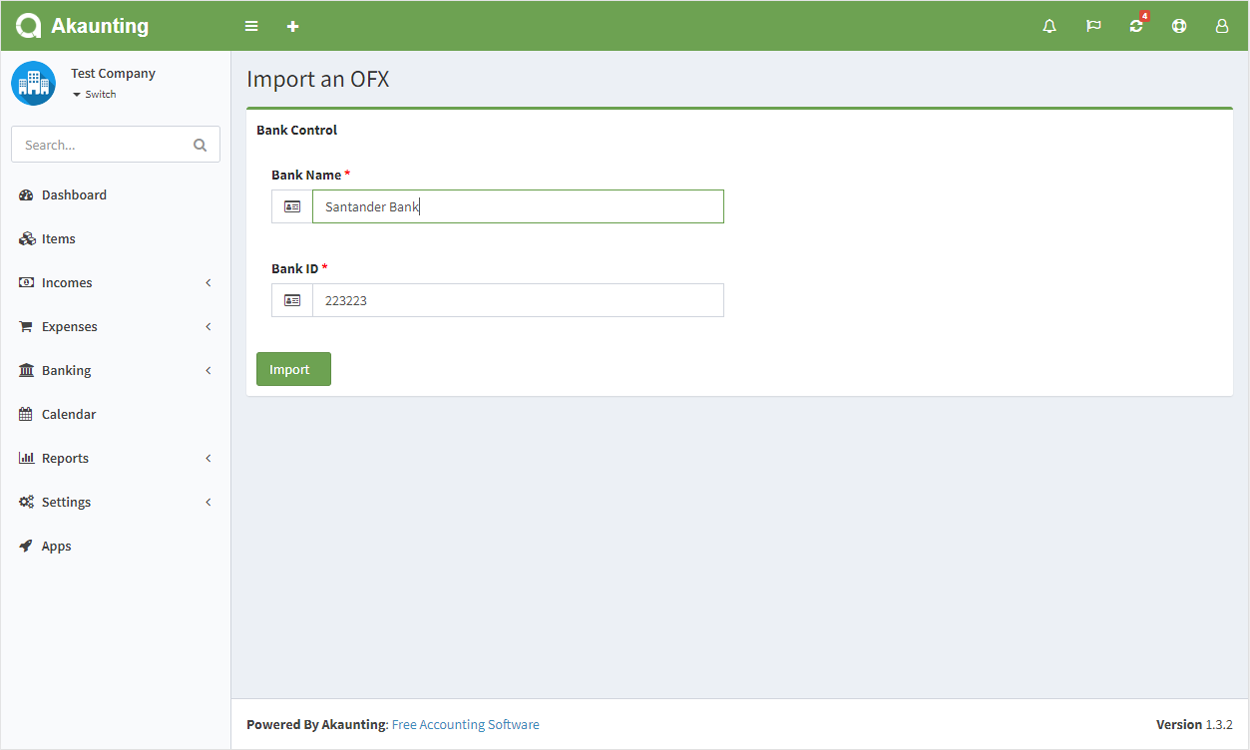 Akaunting
4
Test Company
Switch
Search...
Dashboard
Items
Incomes
Expenses
Banking
Calendar
Reports
Settings
Apps
Import an OFX
Bank Control
Bank Name *
Santander Bank
Bank ID *
223223
Import
Powered By Akaunting: Free Accounting Software
Version 1.3.2